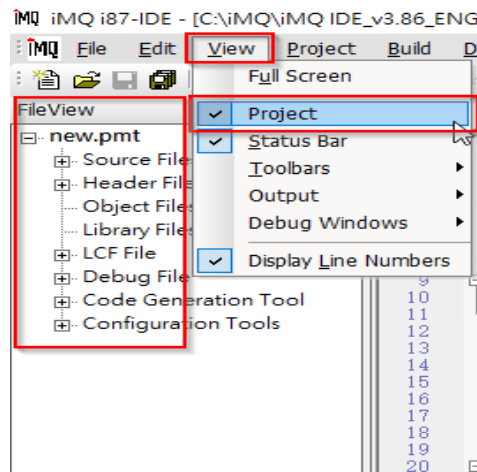 iMQ iMQ i87-IDE - [C:\iMQ\iMQ IDE_v3.86_ENG
iMQ File Edit View Project Build D
Full Screen
FileView
Project
new.pmt
Status Bar
Source File
Toolbars
Header File
Output
Object File
Debug Windows
Library File
LCF File
Display Line Numbers
Debug File
9
Code Generation Tool
10
Configuration Tools
11
12
13
14
15
16
17
18
19
20